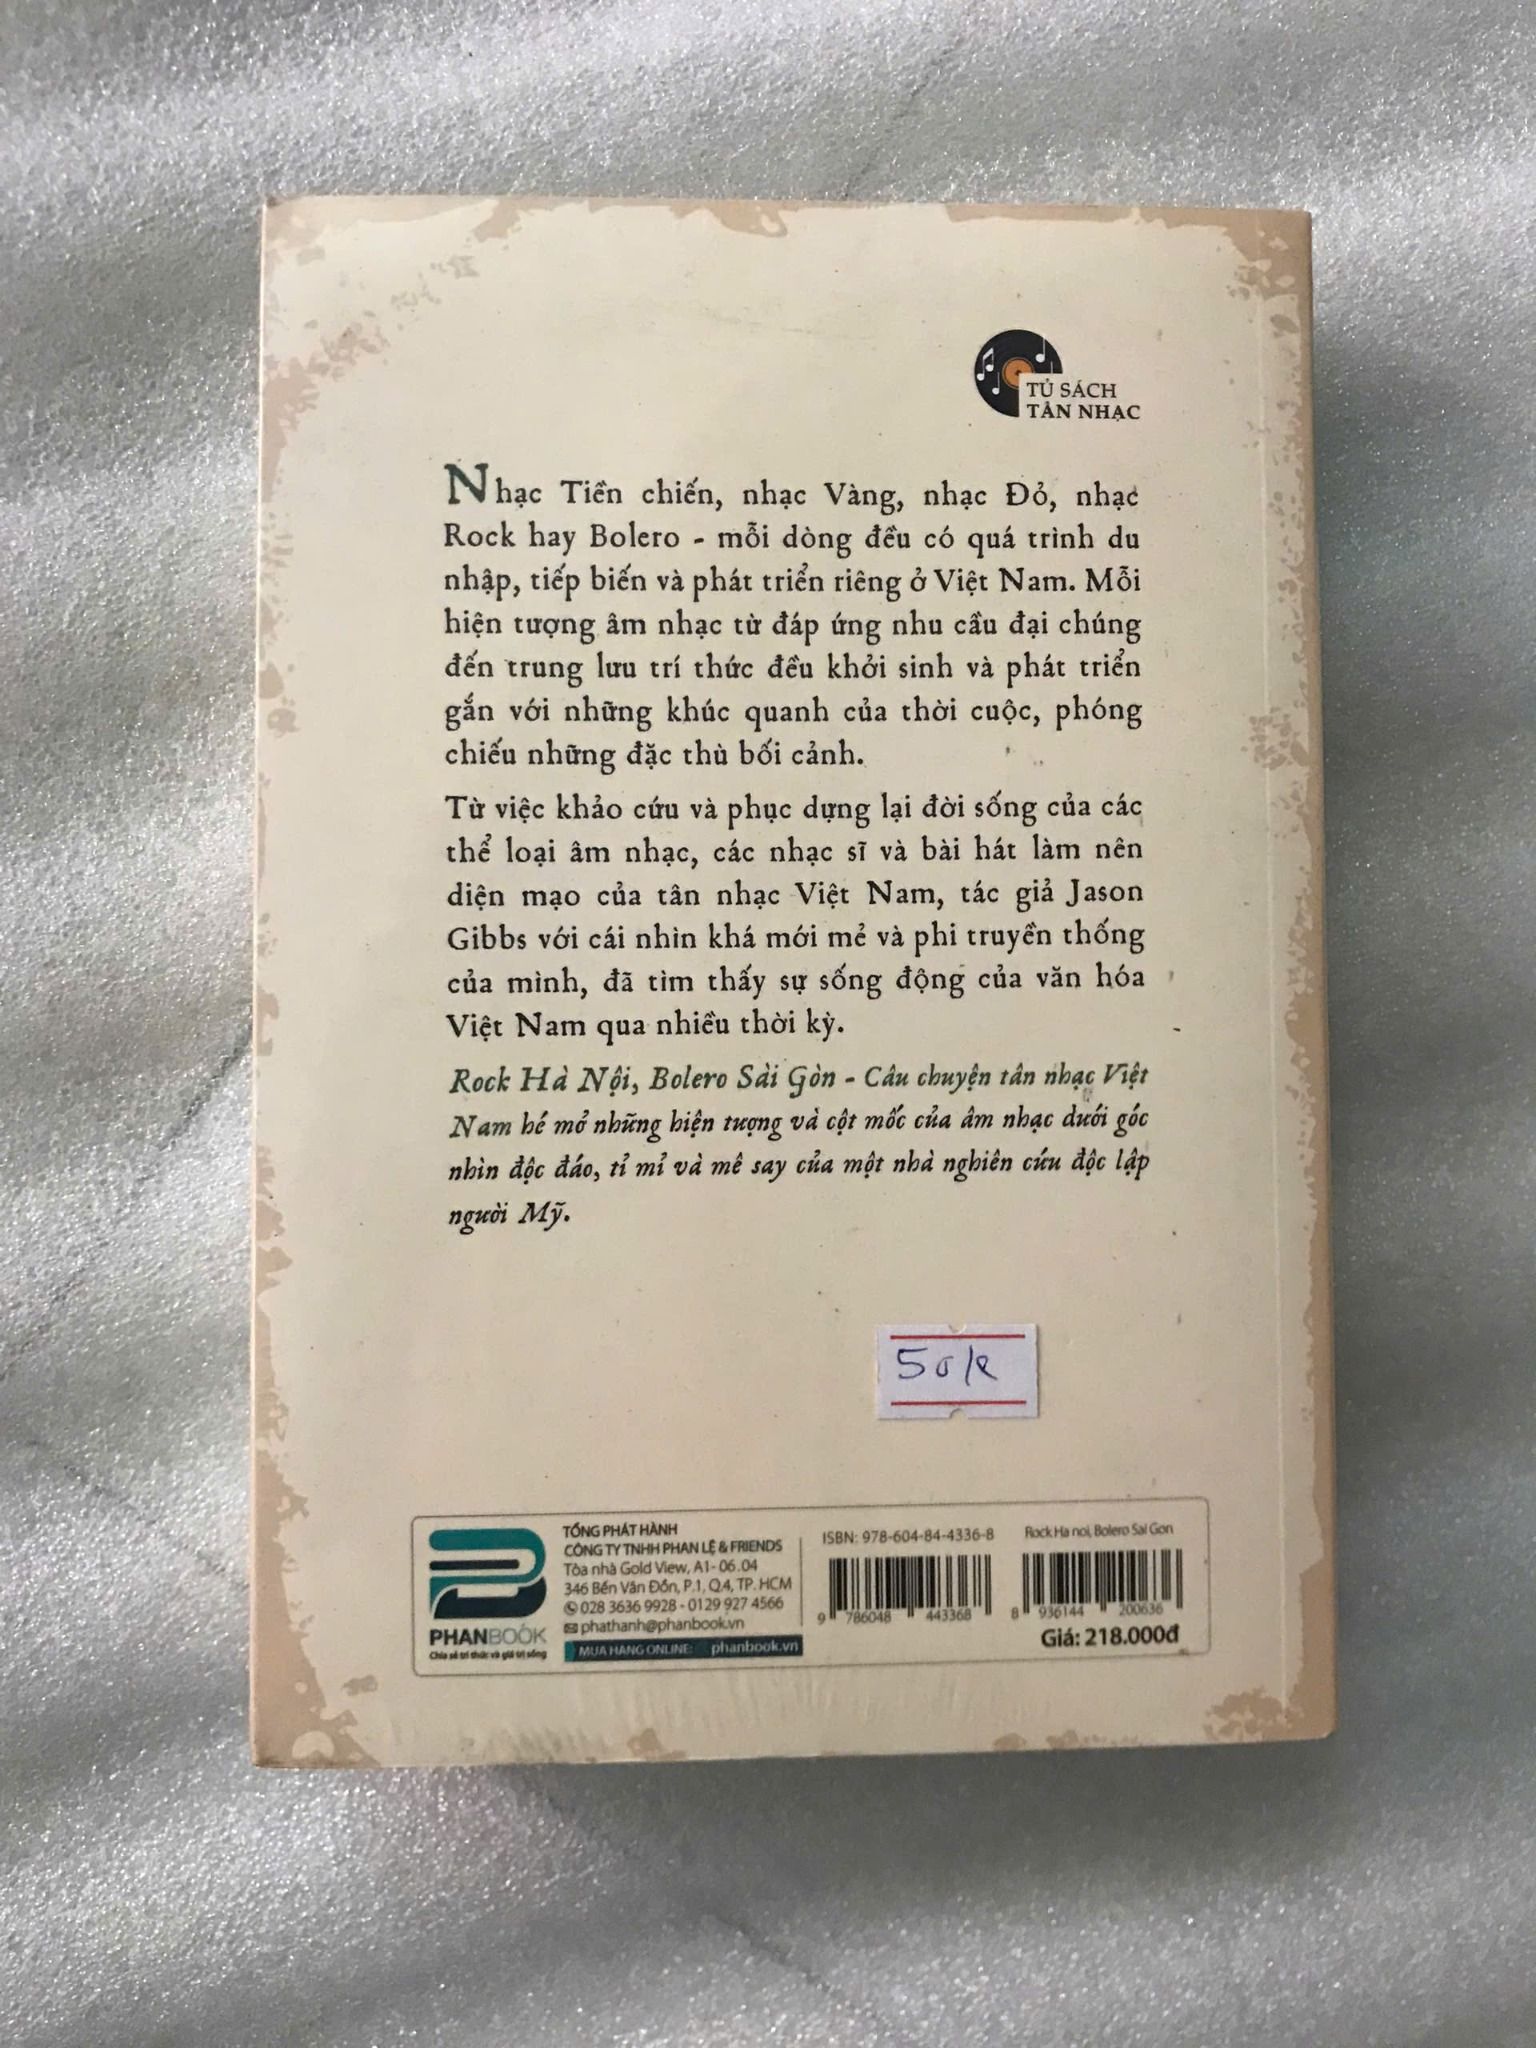 TỦ SÁCH
TÂN NHẠC
Nhạc Tiền chiến, nhạc Vàng, nhạc Đỏ, nhạc
Rock hay Bolero - mỗi dòng đều có quá trình du
nhập, tiếp biến và phát triển riêng ở Việt Nam. Mỗi
hiện tượng âm nhạc từ đáp ứng nhu cầu đại chúng
đến trung lưu trí thức đều khởi sinh và phát triển
gắn với những khúc quanh của thời cuộc, phóng
chiếu những đặc thù bối cảnh.
Từ việc khảo cứu và phục dựng lại đời sống của các
thể loại âm nhạc, các nhạc sĩ và bài hát làm nên
diện mạo của tân nhạc Việt Nam, tác giả Jason
Gibbs với cái nhìn khá mới mẻ và phi truyền thống
của mình, đã tìm thấy sự sống động của văn hóa
Việt Nam qua nhiều thời kỳ.
Rock Hà Nội, Bolero Sài Gòn - Câu chuyện tân nhạc Việt
Nam hé mở những hiện tượng và cột mốc của âm nhạc dưới góc
nhìn độc đáo, tỉ mỉ và mê say của một nhà nghiên cứu độc lập
người Mỹ.
50k
PHANBOOK
Chia sẻ tri thức và giá trị sống
TỔNG PHÁT HÀNH
CÔNG TY TNHH PHAN LỆ & FRIENDS
Tòa nhà Gold View, A1- 06.04
346 Bến Vân Đồn, P.1, Q.4, TP. HCM
028 3636 9928 - 0129 927 4566
phathanh@phanbook.vn
MUA HÀNG ONLINE: phanbook.vn
ISBN: 978-604-84-4336-8
9 786048 443368
Rock Ha noi, Bolero Sai Gon
8 936144 200636
Giá: 218.000đ